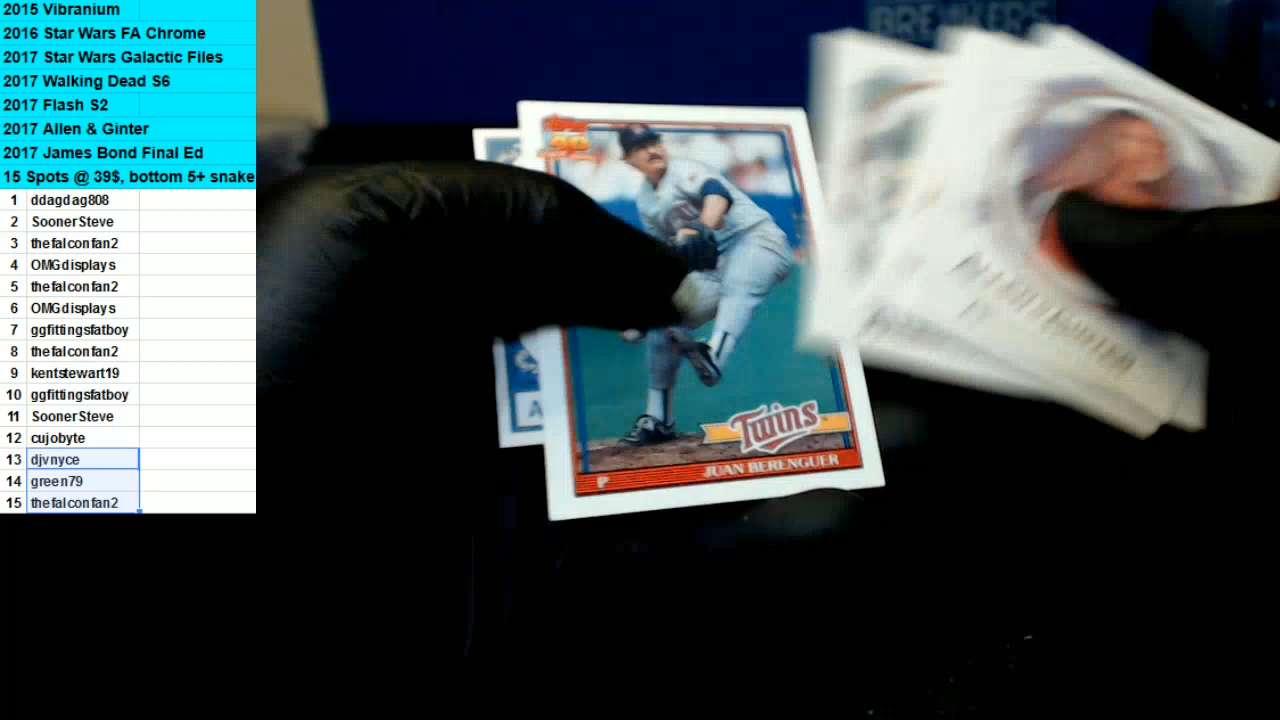 2015 Vibranium
2016 Star Wars FA Chrome
2017 Star Wars Galactic Files
2017 Walking Dead S6
2017 Flash S2
2017 Allen & Ginter
2017 James Bond Final Ed
15 Spots @ 39$, bottom 5+ snake
1 ddagdag808
2 SoonerSteve
3 thefalconfan2
4 OMGdisplays
5 thefalconfan2
6 OMGdisplays
7 ggfittingsfatboy
8 thefalconfan2
9 kentstewart19
10 ggfittingsfatboy
11 SoonerSteve
12 cujobyte
13 djvnyce
14 green79
15 thefalconfan2
BREAKERS
Topps
40
Twins
JUAN BERENGUER
P